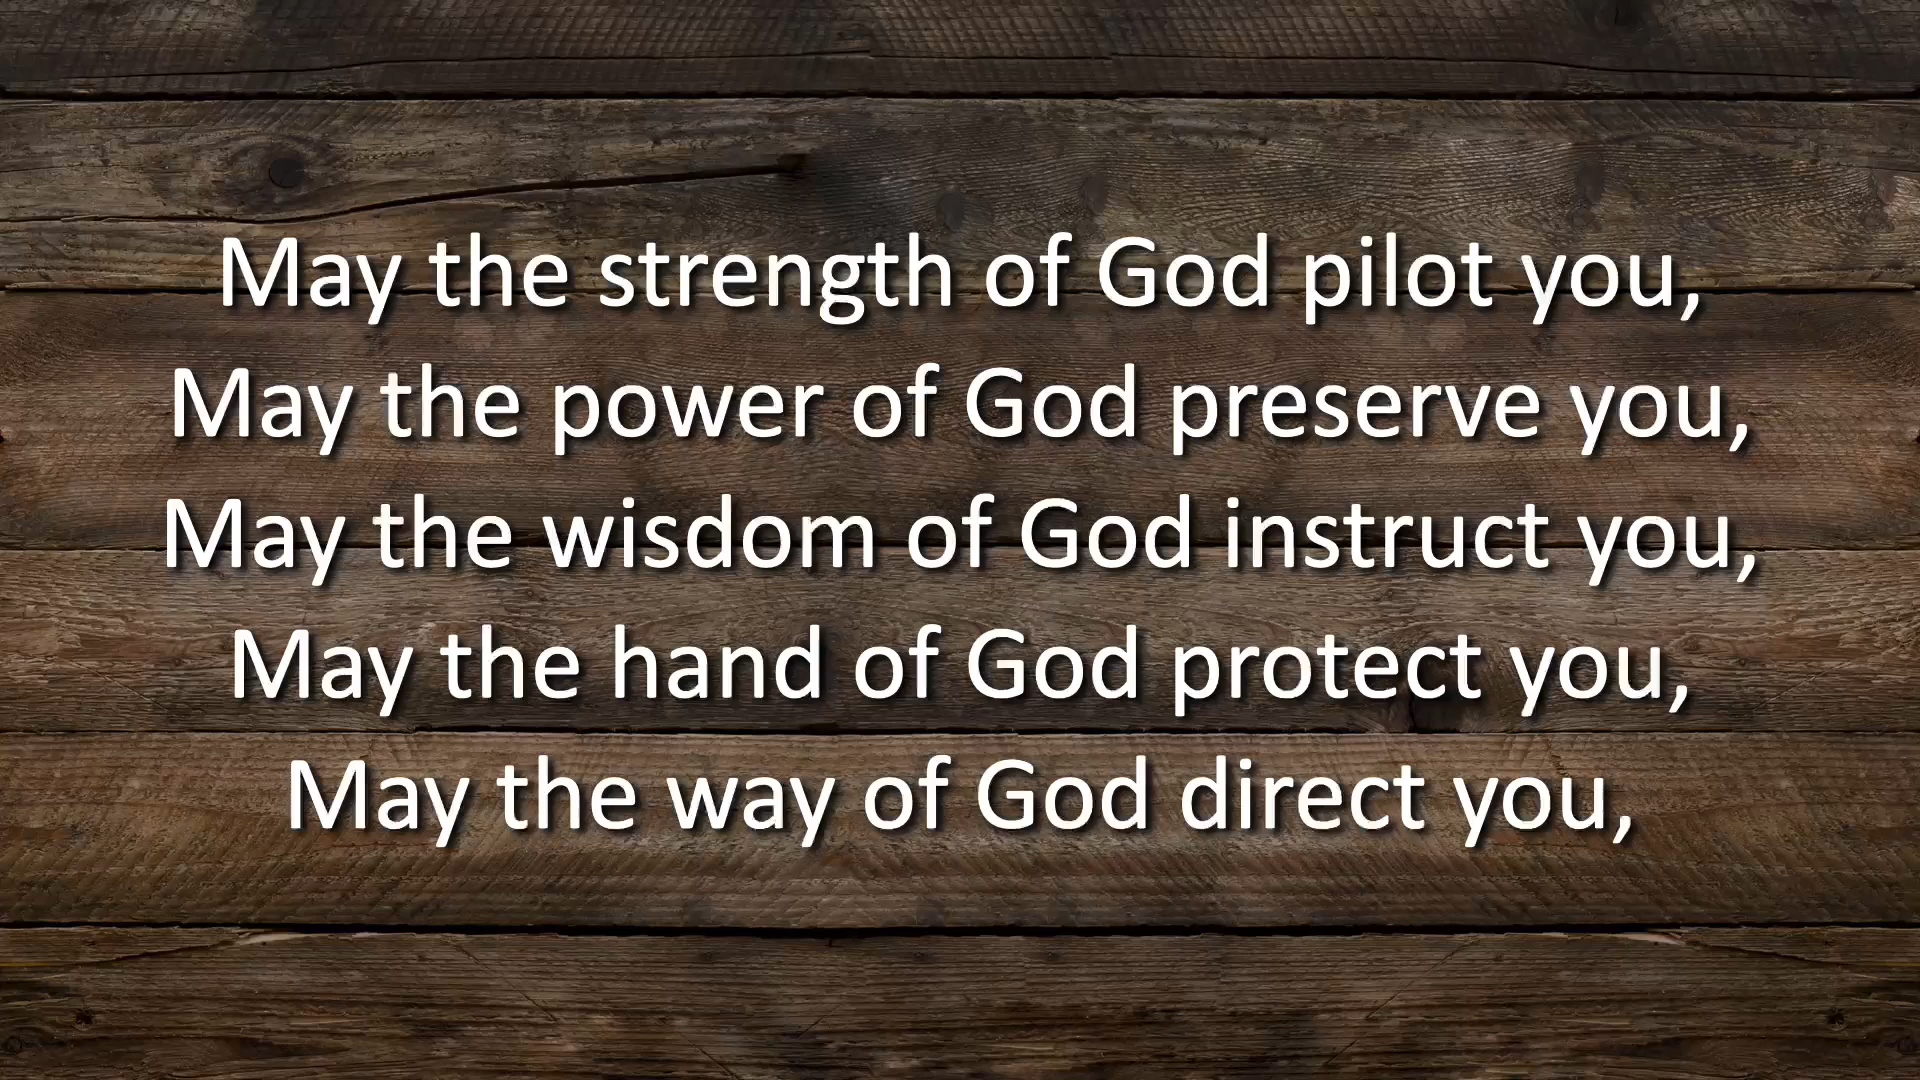 May the strength of God pilot you,
May the power of God preserve you,
May the wisdom of God instruct you,
May the hand of God protect you,
May the way of God direct you,